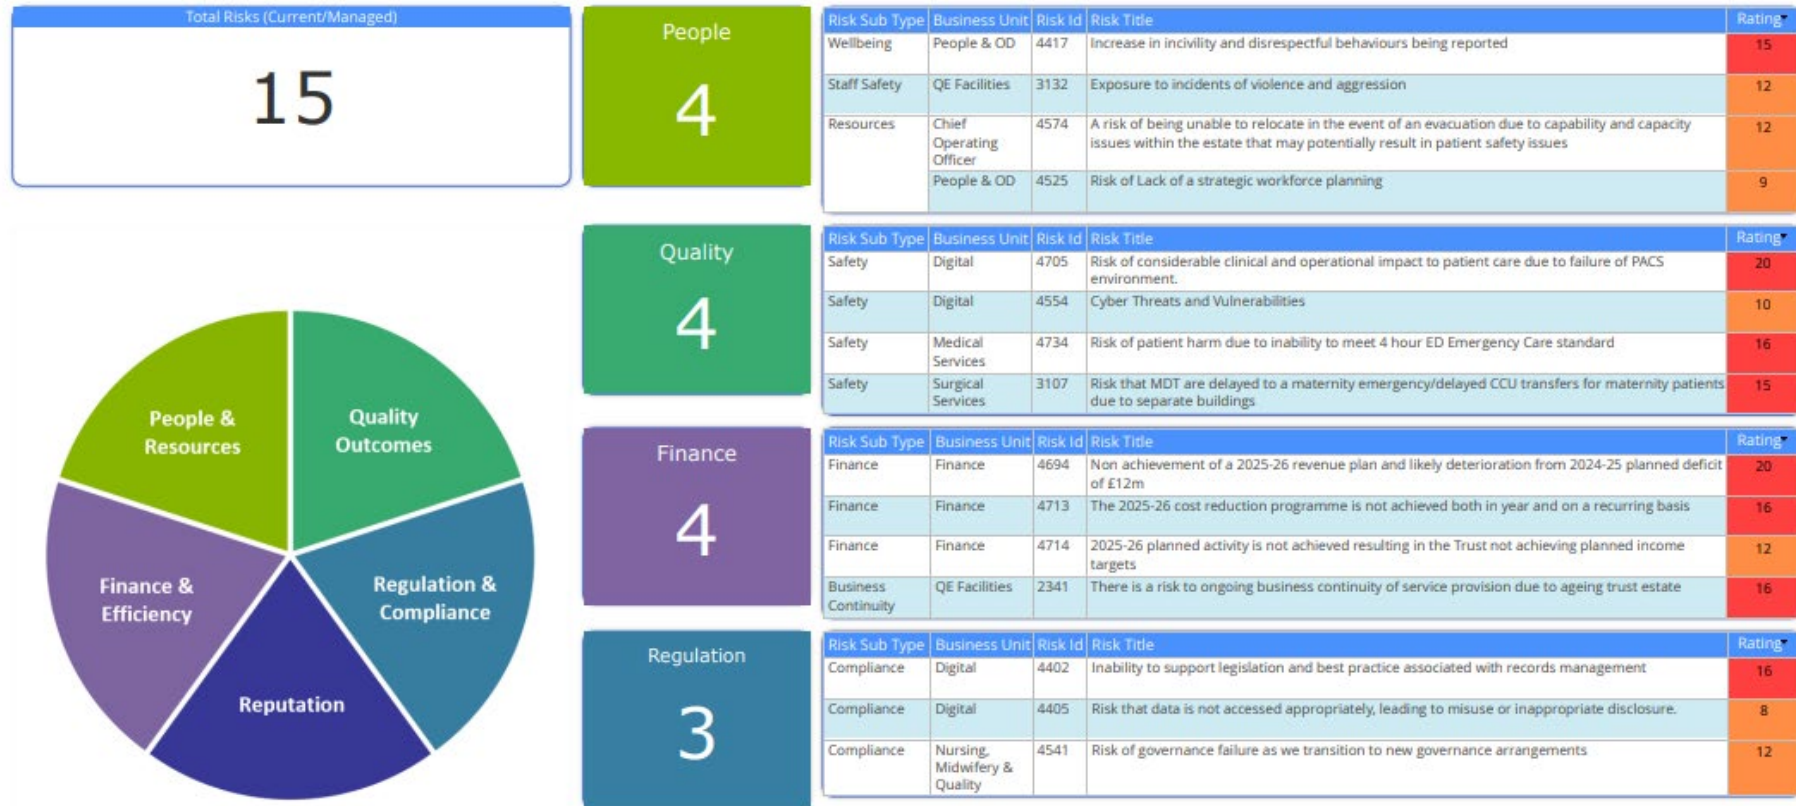 Total Risks (Current/Managed)
15
People
4
Risk Sub Type Business Unit Risk Id Risk Title Rating
Wellbeing People & OD 4417 Increase in incivility and disrespectful behaviours being reported 15
Staff Safety QE Facilities 3132 Exposure to incidents of violence and aggression 12
Resources Chief 4574 A risk of being unable to relocate in the event of an evacuation due to capability and capacity 12
Operating issues within the estate that may potentially result in patient safety issues
Officer
People & OD 4525 Risk of Lack of a strategic workforce planning 9
Quality
4
Risk Sub Type Business Unit Risk Id Risk Title Rating
Safety Digital 4705 Risk of considerable clinical and operational impact to patient care due to failure of PACS 20
environment.
Safety Digital 4554 Cyber Threats and Vulnerabilities 10
Safety Medical 4734 Risk of patient harm due to inability to meet 4 hour ED Emergency Care standard 16
Services
Safety Surgical 3107 Risk that MDT are delayed to a maternity emergency/delayed CCU transfers for maternity patients 15
Services due to separate buildings
People &
Resources
Quality
Outcomes
Finance &
Efficiency
Regulation &
Compliance
Reputation
Finance
4
Risk Sub Type Business Unit Risk Id Risk Title Rating
Finance Finance 4694 Non achievement of a 2025-26 revenue plan and likely deterioration from 2024-25 planned deficit 20
of £12m
Finance Finance 4713 The 2025-26 cost reduction programme is not achieved both in year and on a recurring basis 16
Finance Finance 4714 2025-26 planned activity is not achieved resulting in the Trust not achieving planned income 12
targets
Business QE Facilities 2341 There is a risk to ongoing business continuity of service provision due to ageing trust estate 16
Continuity
Regulation
3
Risk Sub Type Business Unit Risk Id Risk Title Rating
Compliance Digital 4402 Inability to support legislation and best practice associated with records management 16
Compliance Digital 4405 Risk that data is not accessed appropriately, leading to misuse or inappropriate disclosure. 8
Compliance Nursing, 4541 Risk of governance failure as we transition to new governance arrangements 12
Midwifery &
Quality